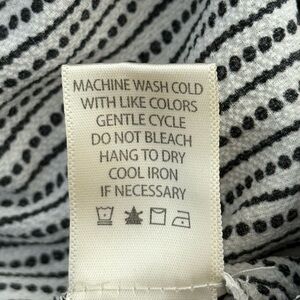 MACHINE WASH COLD
WITH LIKE COLORS
GENTLE CYCLE
DO NOT BLEACH
HANG TO DRY
COOL IRON
IF NECESSARY